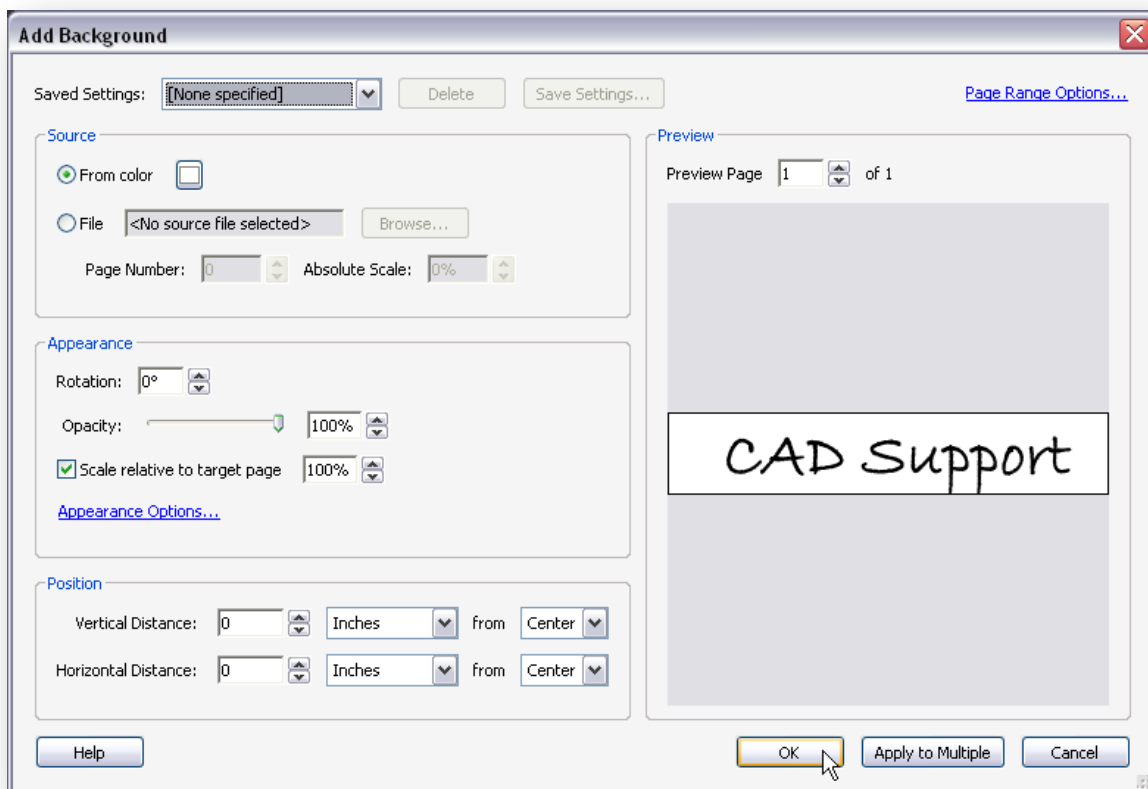 Add Background
Saved Settings: [None specified] Delete Save Settings... Page Range Options...
Source
From color
File <No source file selected> Browse...
Page Number: 0 Absolute Scale: 0%
Appearance
Rotation: 0°
Opacity: 100%
Scale relative to target page 100%
Appearance Options...
Position
Vertical Distance: 0 Inches from Center
Horizontal Distance: 0 Inches from Center
Preview
Preview Page 1 of 1
CAD Support
Help OK Apply to Multiple Cancel